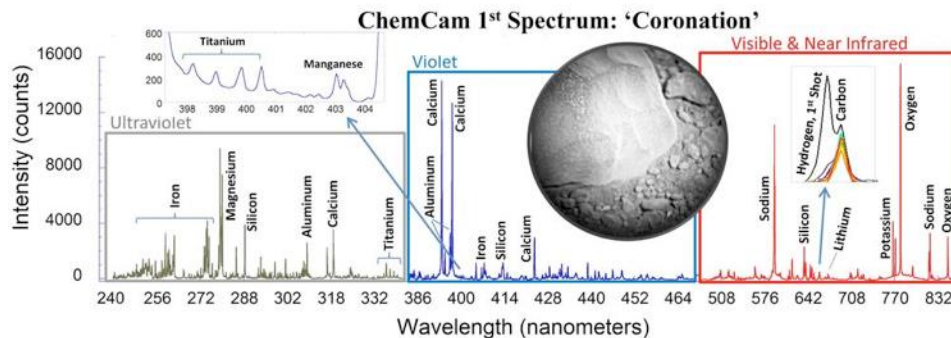 ChemCam 1st Spectrum: ‘Coronation’
Intensity (counts)
16000
12000
8000
4000
0
600
400
200
0
Titanium
Manganese
398 399 400 401 402 403 404
Ultraviolet
Iron
Magnesium
Silicon
Aluminum
Calcium
Titanium
Violet
Calcium
Calcium
Aluminum
Iron
Silicon
Calcium
Visible & Near Infrared
Sodium
Silicon
Hydrogen, 1st Shot
Carbon
Lithium
Potassium
Oxygen
Sodium
Oxygen
240 256 272 288 302 316 332 386 400 414 428 440 452 464 508 576 642 708 770 832
Wavelength (nanometers)